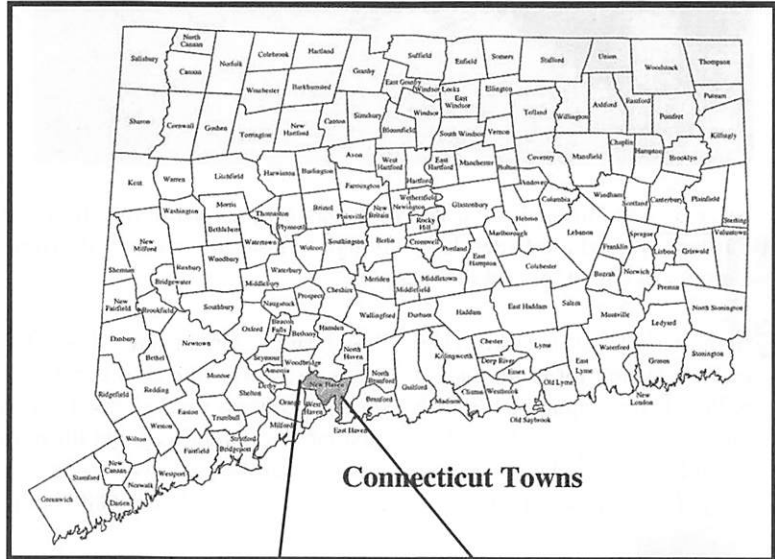 North
Canaan
Salisbury
Canaan
Norfolk
Colebrook
Hartland
Granby
Suffield
Enfield
Somers
Stafford
Union
Woodstock
Thompson
East Granby
Windsor Locks
East
Windsor
Ellington
Winchester
Barkhamsted
Putnam
Sharon
Cornwall
Goshen
Torrington
New
Hartford
Canton
Simsbury
Bloomfield
Windsor
South Windsor
Vernon
Tolland
Willington
Ashford
Eastford
Pomfret
Killingly
Avon
West
Hartford
Hartford
East
Hartford
Manchester
Bolton
Coventry
Mansfield
Chaplin
Hampton
Brooklyn
Kent
Warren
Litchfield
Harwinton
Burlington
Farmington
Wethersfield
Newington
Glastonbury
Andover
Columbia
Hebron
Windham
Scotland
Canterbury
Plainfield
Sterling
Washington
Morris
Bethlehem
Thomaston
Plymouth
Bristol
Plainville
New
Britain
Rocky
Hill
Cromwell
Marlborough
Lebanon
Voluntown
New
Milford
Roxbury
Woodbury
Watertown
Wolcott
Southington
Berlin
Portland
East
Hampton
Colchester
Franklin
Sprague
Lisbon
Griswold
Bozrah
Norwich
Preston
Sherman
Bridgewater
Middlebury
Waterbury
Cheshire
Meriden
Middletown
Middlefield
New
Fairfield
Brookfield
Southbury
Naugatuck
Prospect
Wallingford
Durham
Haddam
East Haddam
Salem
Montville
North Stonington
Ledyard
Danbury
Bethel
Newtown
Oxford
Beacon
Falls
Bethany
Hamden
North
Haven
Seymour
Woodbridge
Ansonia
Derby
North
Branford
Guilford
Killingworth
Chester
Deep River
Essex
Lyme
East
Lyme
Waterford
Groton
Stonington
Ridgefield
Redding
Monroe
Shelton
Orange
West
Haven
New Haven
Branford
Madison
Clinton
Westbrook
Old Lyme
New
London
Old Saybrook
East Haven
Wilton
Weston
Easton
Trumbull
Stratford
Milford
Bridgeport
Fairfield
Westport
Norwalk
New
Canaan
Darien
Stamford
Greenwich
Connecticut Towns